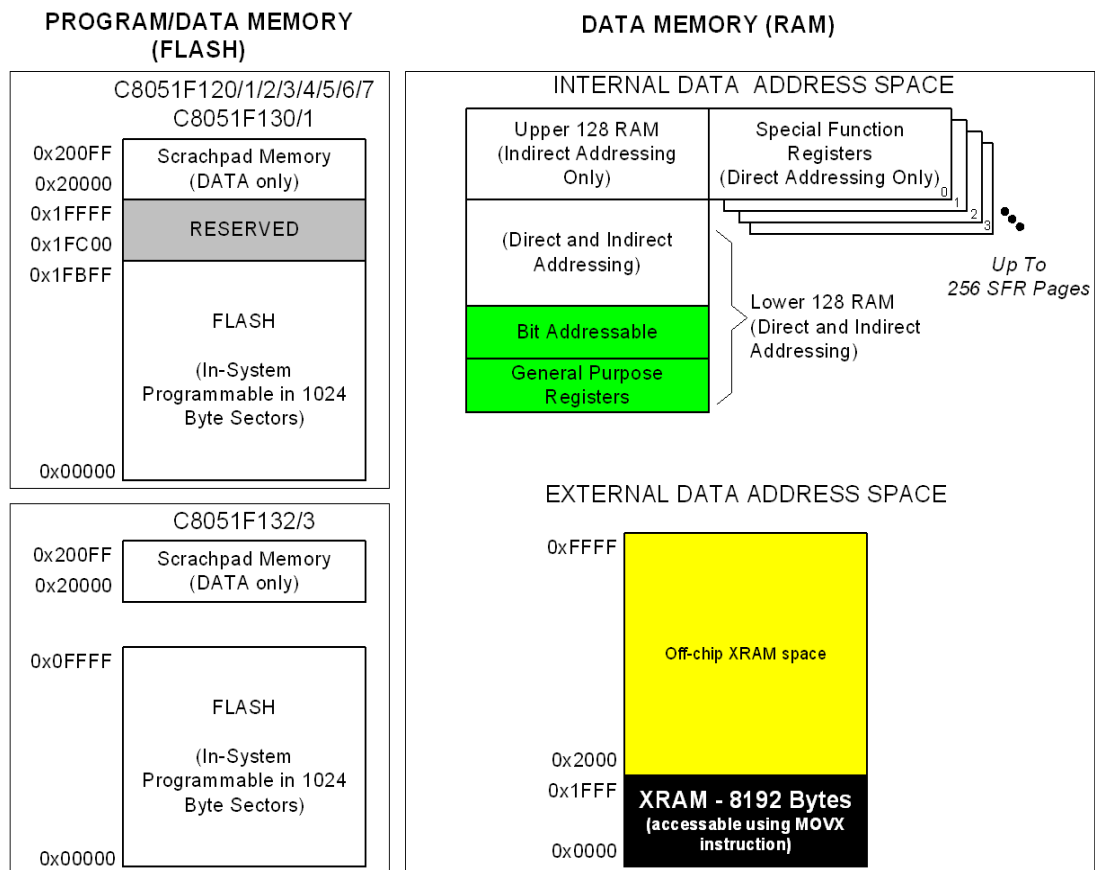 PROGRAM/DATA MEMORY
(FLASH)
C8051F120/1/2/3/4/5/6/7
C8051F130/1
0x200FF
0x20000
Scrachpad Memory
(DATA only)
0x1FFFF
0x1FC00
RESERVED
0x1FBFF
FLASH
(In-System
Programmable in 1024
Byte Sectors)
0x00000
C8051F132/3
0x200FF
0x20000
Scrachpad Memory
(DATA only)
0x0FFFF
FLASH
(In-System
Programmable in 1024
Byte Sectors)
0x00000
DATA MEMORY (RAM)
INTERNAL DATA ADDRESS SPACE
Upper 128 RAM
(Indirect Addressing
Only)
Special Function
Registers
(Direct Addressing Only)
0
1
2
3
Up To
256 SFR Pages
(Direct and Indirect
Addressing)
Bit Addressable
General Purpose
Registers
Lower 128 RAM
(Direct and Indirect
Addressing)
EXTERNAL DATA ADDRESS SPACE
0xFFFF
Off-chip XRAM space
0x2000
0x1FFF
XRAM - 8192 Bytes
(accessable using MOVX
instruction)
0x0000